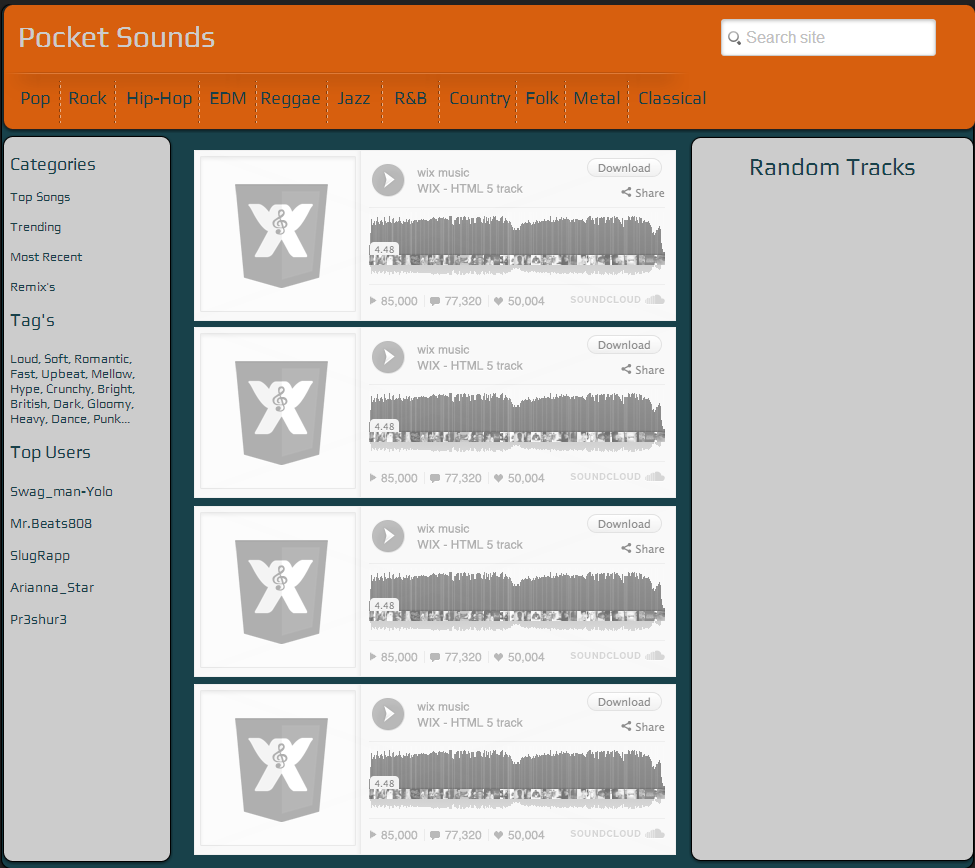 Pocket Sounds
Search site
Pop Rock Hip-Hop EDM Reggae Jazz R&B Country Folk Metal Classical
Categories
Top Songs
Trending
Most Recent
Remix's
Tag's
Loud, Soft, Romantic,
Fast, Upbeat, Mellow,
Hype, Crunchy, Bright,
British, Dark, Gloomy,
Heavy, Dance, Punk...
Top Users
Swag_man-Yolo
Mr.Beats808
SlugRapp
Arianna_Star
Pr3shur3
wix music
Download
WIX - HTML 5 track
Share
4.48
85,000 77,320 50,004 SOUNDCLOUD
wix music
Download
WIX - HTML 5 track
Share
4.48
85,000 77,320 50,004 SOUNDCLOUD
wix music
Download
WIX - HTML 5 track
Share
4.48
85,000 77,320 50,004 SOUNDCLOUD
wix music
Download
WIX - HTML 5 track
Share
4.48
85,000 77,320 50,004 SOUNDCLOUD
Random Tracks